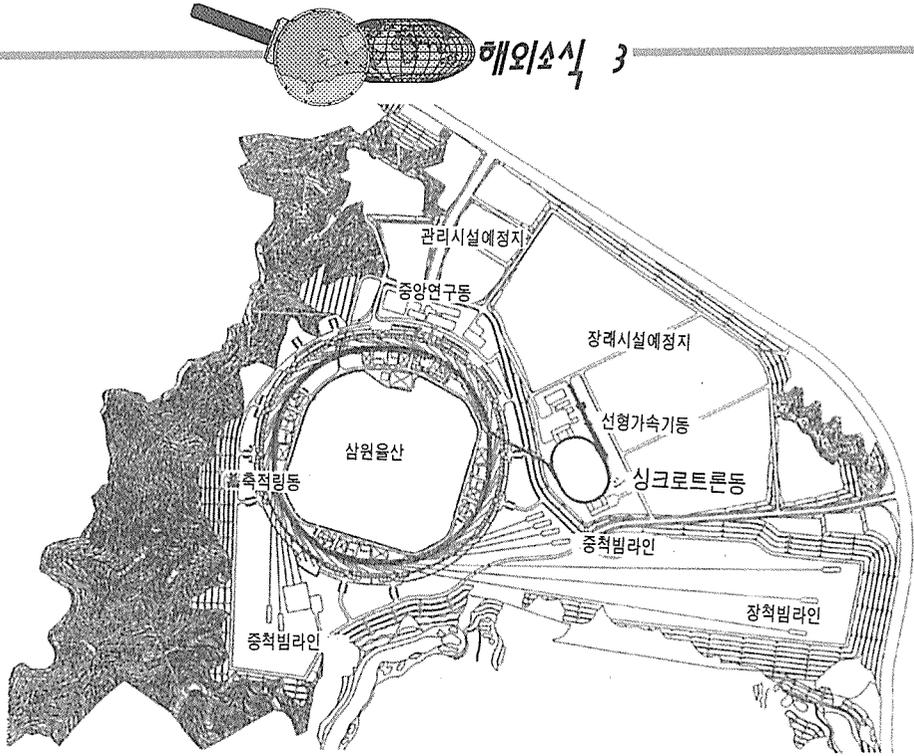 해외소식 3
관리시설예정지
중앙연구동
장래시설예정지
선형가속기동
삼원율산
축적링동
싱크로트론동
중척빔라인
장척빔라인
중척빔라인